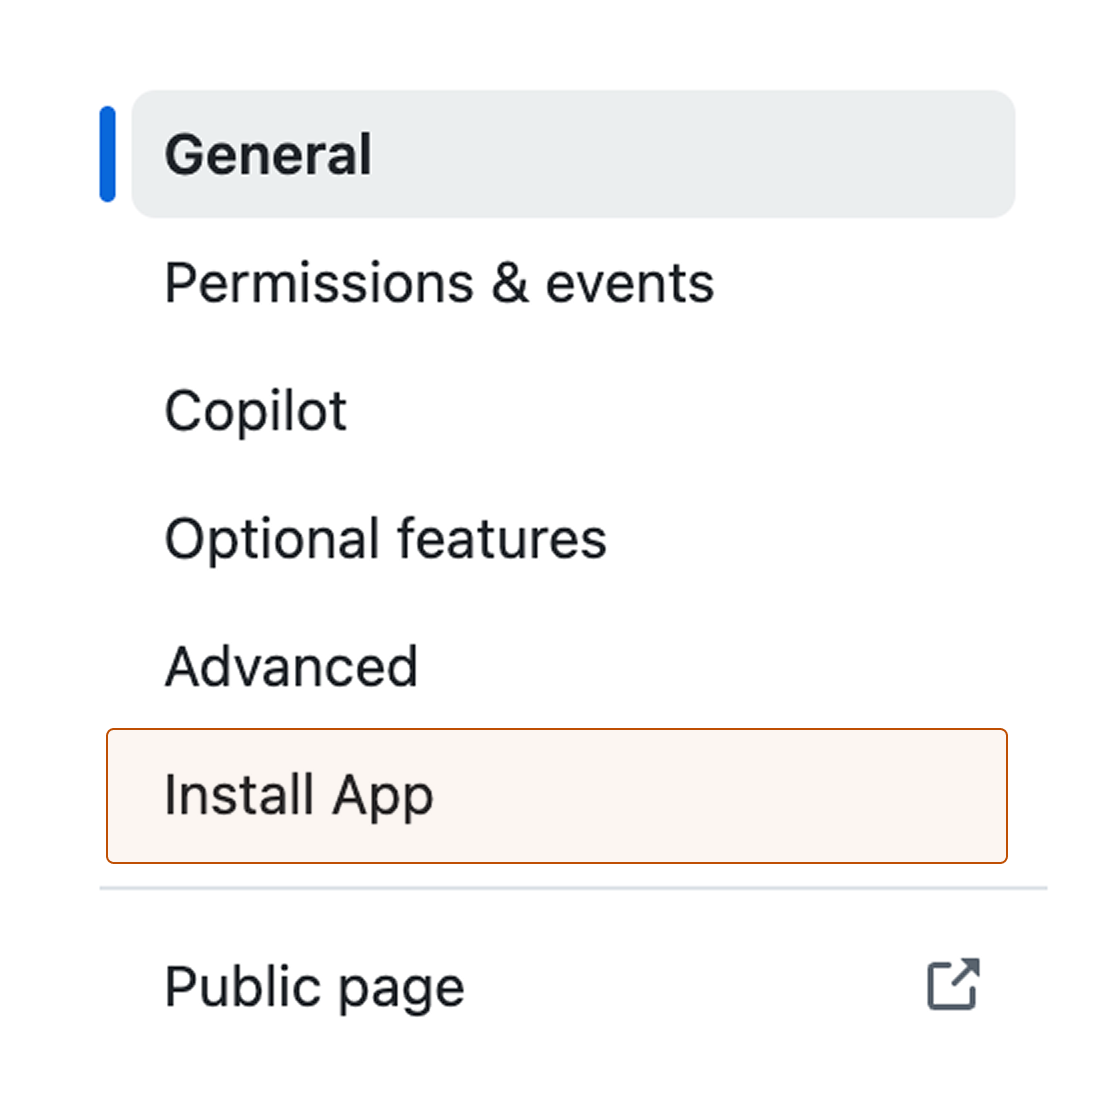 General
Permissions & events
Copilot
Optional features
Advanced
Install App
Public page